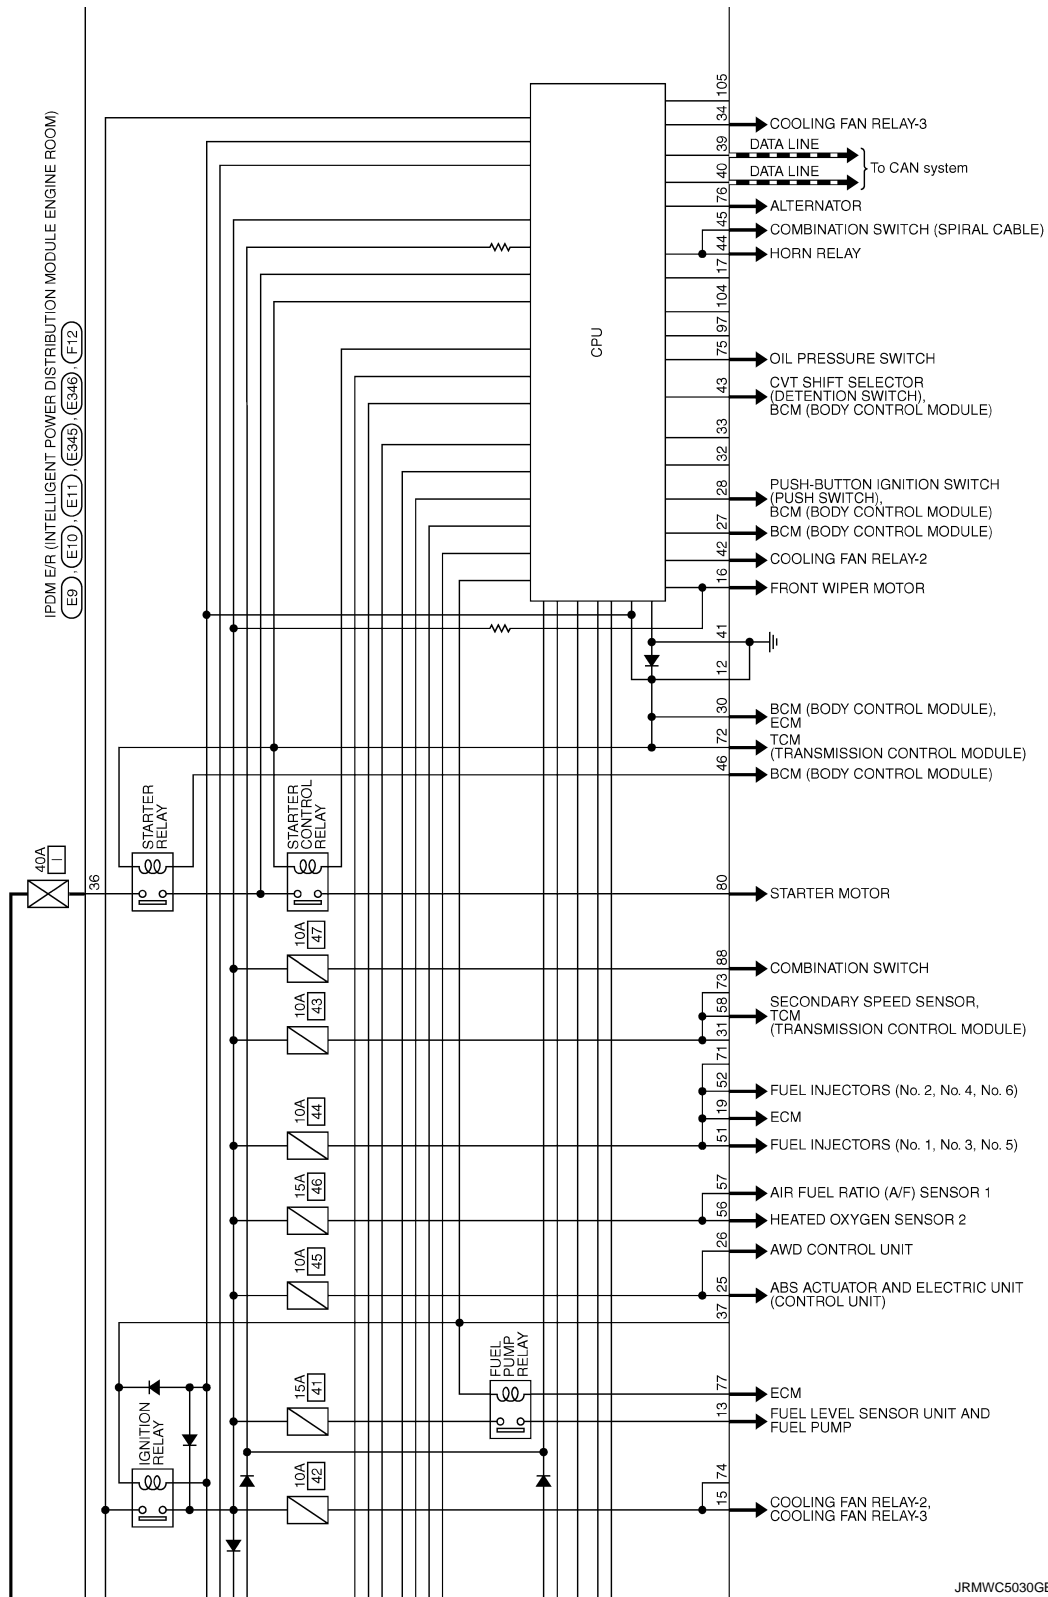 IPDM E/R (INTELLIGENT POWER DISTRIBUTION MODULE ENGINE ROOM)
E9 , E10 , E11 , E345 , E346 , F12
CPU
105
34
COOLING FAN RELAY-3
39
DATA LINE
40
DATA LINE
To CAN system
76
ALTERNATOR
45
COMBINATION SWITCH (SPIRAL CABLE)
44
HORN RELAY
17
104
97
75
OIL PRESSURE SWITCH
43
CVT SHIFT SELECTOR
(DETENTION SWITCH),
BCM (BODY CONTROL MODULE)
33
32
28
PUSH-BUTTON IGNITION SWITCH
(PUSH SWITCH),
BCM (BODY CONTROL MODULE)
27
BCM (BODY CONTROL MODULE)
42
COOLING FAN RELAY-2
16
FRONT WIPER MOTOR
41
12
30
BCM (BODY CONTROL MODULE),
ECM
72
TCM
(TRANSMISSION CONTROL MODULE)
46
BCM (BODY CONTROL MODULE)
STARTER
RELAY
STARTER
CONTROL
RELAY
40A
I
36
80
STARTER MOTOR
10A
47
88
COMBINATION SWITCH
10A
43
73
58
31
SECONDARY SPEED SENSOR,
TCM
(TRANSMISSION CONTROL MODULE)
71
52
FUEL INJECTORS (No. 2, No. 4, No. 6)
10A
44
19
ECM
51
FUEL INJECTORS (No. 1, No. 3, No. 5)
15A
46
57
AIR FUEL RATIO (A/F) SENSOR 1
56
HEATED OXYGEN SENSOR 2
10A
45
26
AWD CONTROL UNIT
25
ABS ACTUATOR AND ELECTRIC UNIT
(CONTROL UNIT)
37
FUEL
PUMP
RELAY
15A
41
77
ECM
13
FUEL LEVEL SENSOR UNIT AND
FUEL PUMP
IGNITION
RELAY
10A
42
74
15
COOLING FAN RELAY-2,
COOLING FAN RELAY-3
JRMWC5030GE